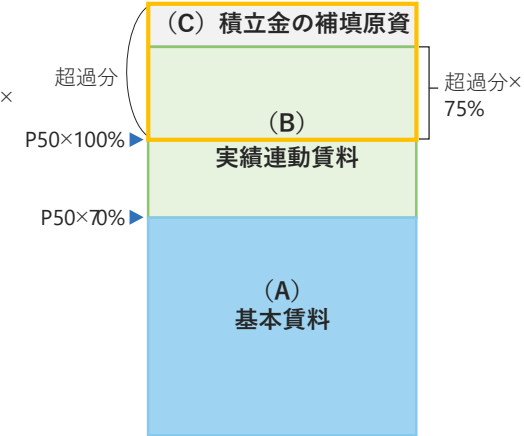 （C）積立金の補填原資
超過分
×
超過分×
75%
（B）
P50×100%
実績連動賃料
P50×70%
（A）
基本賃料